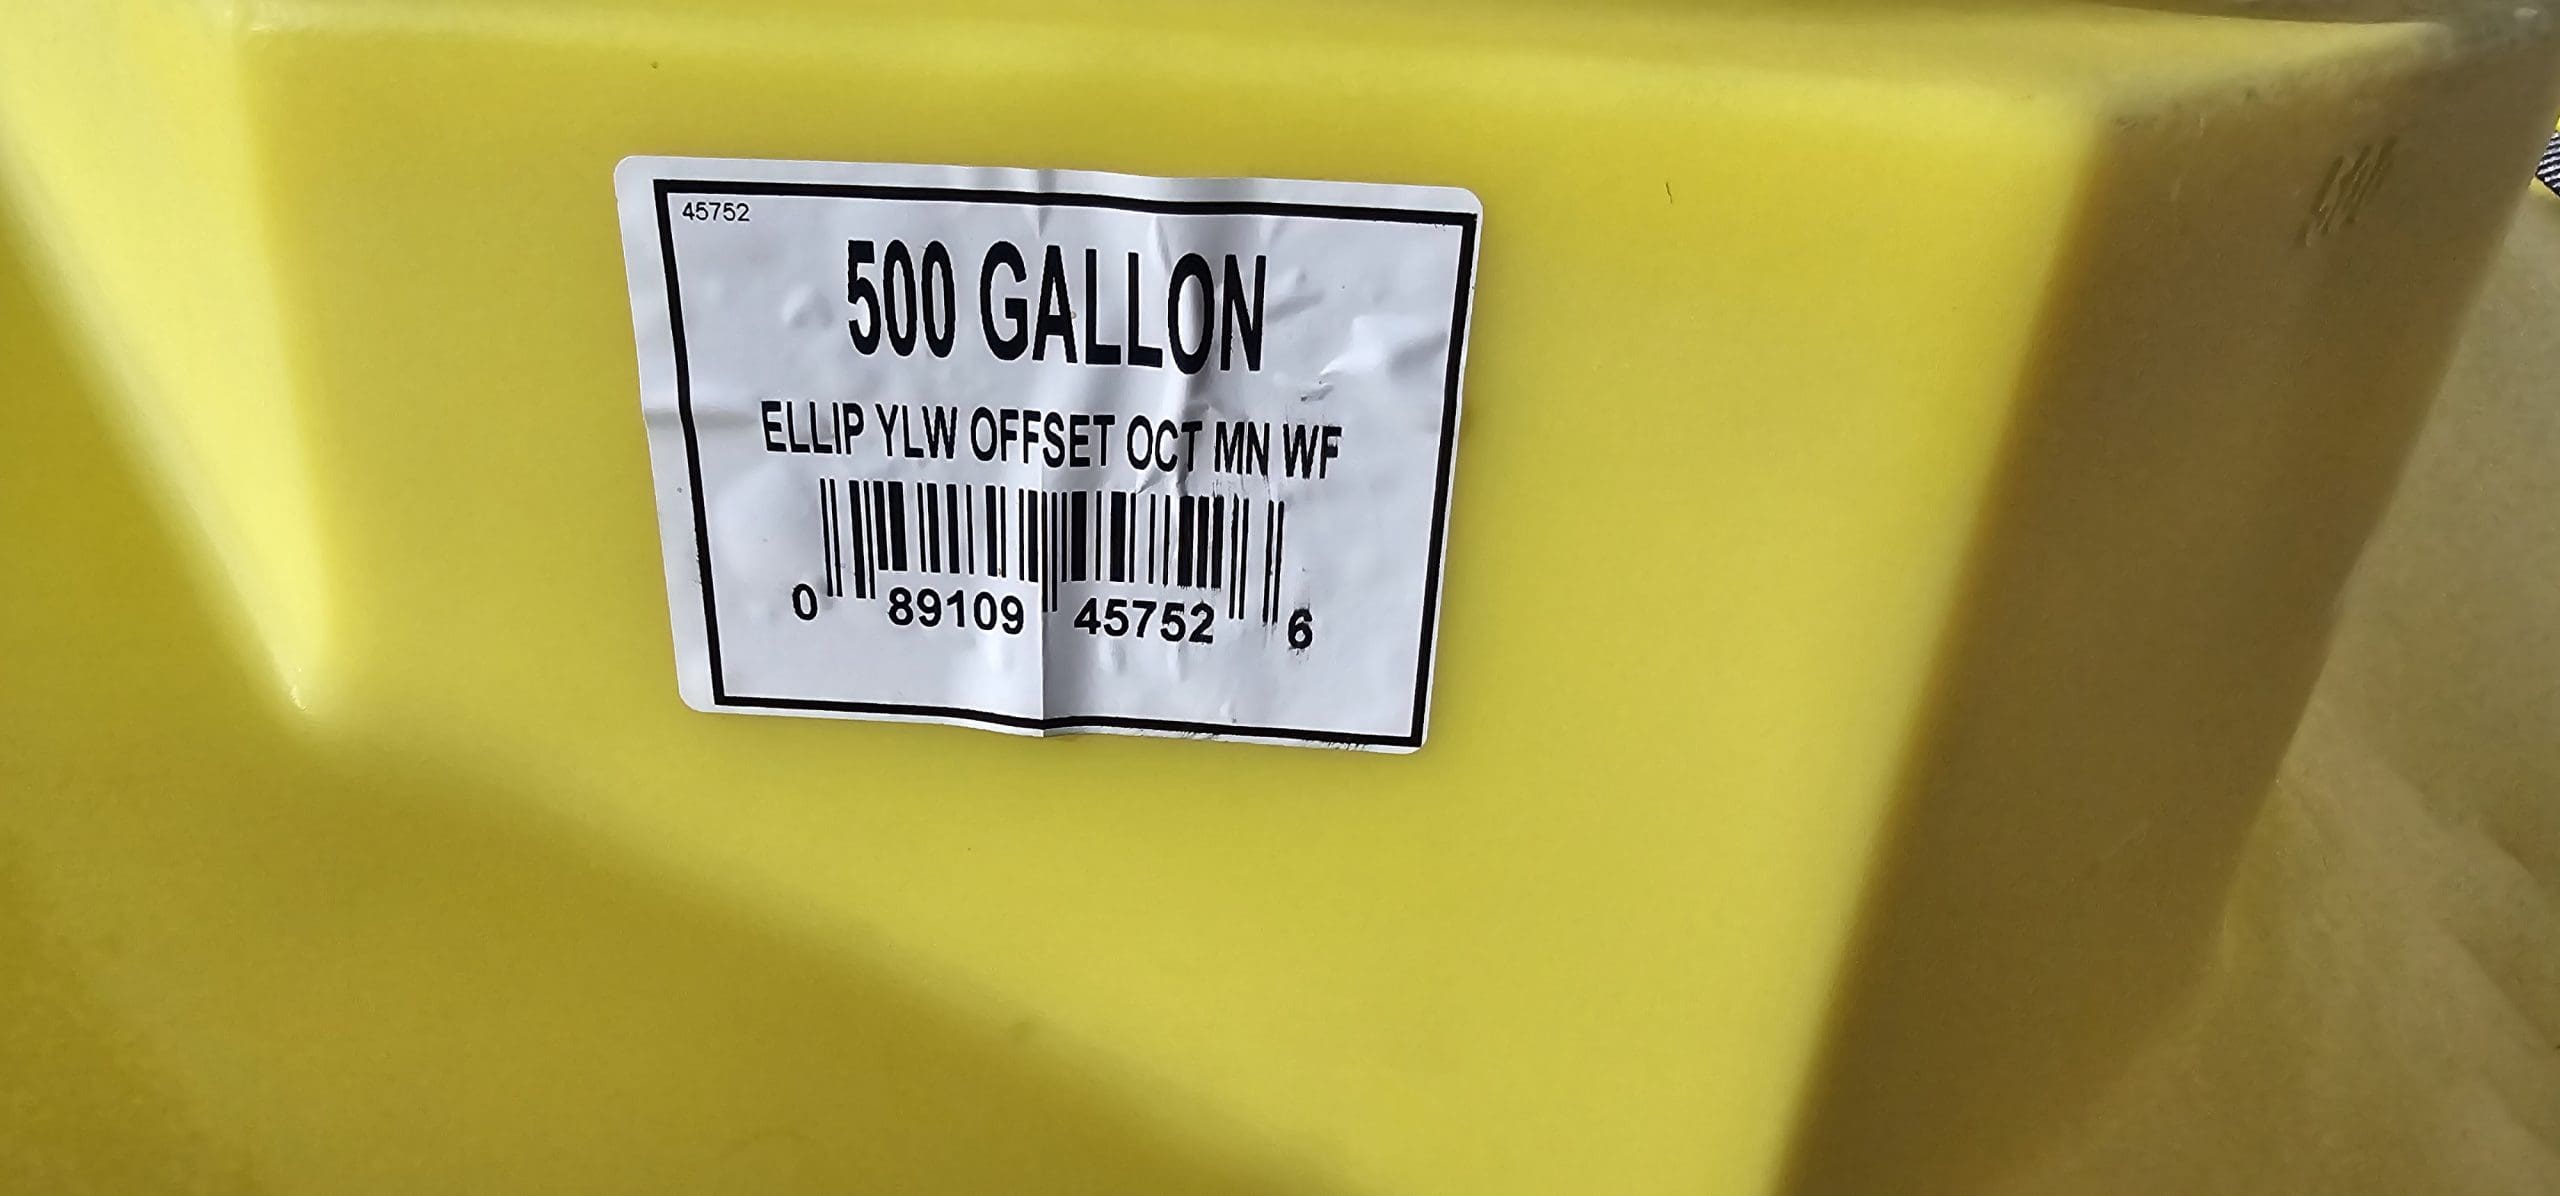 45752
500 GALLON
ELLIP YLW OFFSET OCT MN WF
0 89109 45752 6